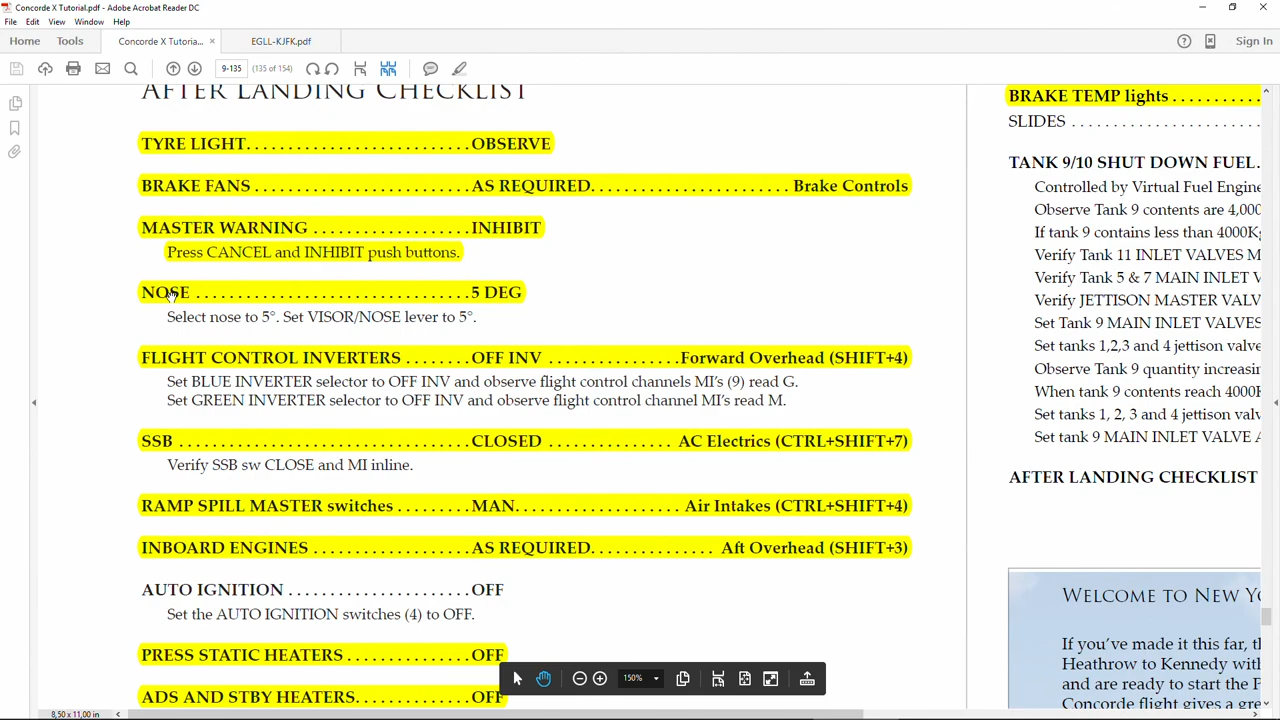 Concorde X Tutorial.pdf - Adobe Acrobat Reader DC
File Edit View Window Help
Home Tools Concorde X Tutoria... × EGLL-KJFK.pdf Sign In
9-135 (135 of 154)
AFTER LANDING CHECKLIST
TYRE LIGHT. . . . . . . . . . . . . . . . . . . . . . . . . . . OBSERVE
BRAKE FANS . . . . . . . . . . . . . . . . . . . . . . . . . . AS REQUIRED. . . . . . . . . . . . . . . . . . . . . . . . Brake Controls
MASTER WARNING . . . . . . . . . . . . . . . . . . . INHIBIT
Press CANCEL and INHIBIT push buttons.
NOSE . . . . . . . . . . . . . . . . . . . . . . . . . . . . . . . . . 5 DEG
Select nose to 5°. Set VISOR/NOSE lever to 5°.
FLIGHT CONTROL INVERTERS . . . . . . . . OFF INV . . . . . . . . . . . . . . . .Forward Overhead (SHIFT+4)
Set BLUE INVERTER selector to OFF INV and observe flight control channels MI's (9) read G.
Set GREEN INVERTER selector to OFF INV and observe flight control channel MI's read M.
SSB . . . . . . . . . . . . . . . . . . . . . . . . . . . . . . . . . . . CLOSED . . . . . . . . . . . . . . . AC Electrics (CTRL+SHIFT+7)
Verify SSB sw CLOSE and MI inline.
RAMP SPILL MASTER switches . . . . . . . . . MAN. . . . . . . . . . . . . . . . . . . . Air Intakes (CTRL+SHIFT+4)
INBOARD ENGINES . . . . . . . . . . . . . . . . . . . AS REQUIRED. . . . . . . . . . . . . . . Aft Overhead (SHIFT+3)
AUTO IGNITION . . . . . . . . . . . . . . . . . . . . . . OFF
Set the AUTO IGNITION switches (4) to OFF.
PRESS STATIC HEATERS . . . . . . . . . . . . . . . OFF
ADS AND STBY HEATERS. . . . . . . . . . . . . . OFF
BRAKE TEMP lights . . . . . . . . . . .
SLIDES . . . . . . . . . . . . . . . . . . . . . . .
TANK 9/10 SHUT DOWN FUEL.
Controlled by Virtual Fuel Engine
Observe Tank 9 contents are 4,000
If tank 9 contains less than 4000K
Verify Tank 11 INLET VALVES M
Verify Tank 5 & 7 MAIN INLET V
Verify JETTISON MASTER VALV
Set Tank 9 MAIN INLET VALVES
Set tanks 1,2,3 and 4 jettison valve
Observe Tank 9 quantity increasin
When tank 9 contents reach 4000K
Set tanks 1, 2, 3 and 4 jettison valv
Set tank 9 MAIN INLET VALVE A
AFTER LANDING CHECKLIST
WELCOME TO NEW YO
If you've made it this far, th
Heathrow to Kennedy with
and are ready to start the P
Concorde flight gives a gre
150%
8,50 x 11,00 in